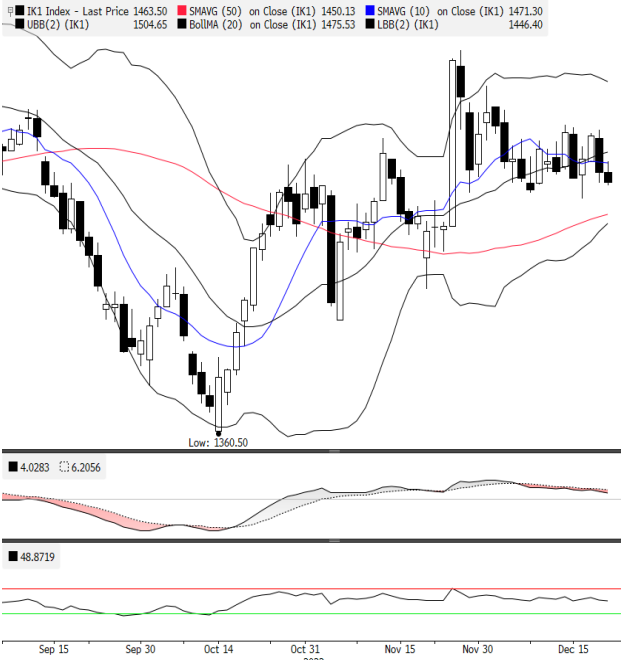 IK1 Index - Last Price 1463.50 SMAVG (50) on Close (IK1) 1450.13 SMAVG (10) on Close (IK1) 1471.30
UBB(2) (IK1) 1504.65 BollMA (20) on Close (IK1) 1475.53 LBB(2) (IK1) 1446.40
Low: 1360.50
4.0283 6.2056
48.8719
Sep 15 Sep 30 Oct 14 Oct 31 Nov 15 Nov 30 Dec 15